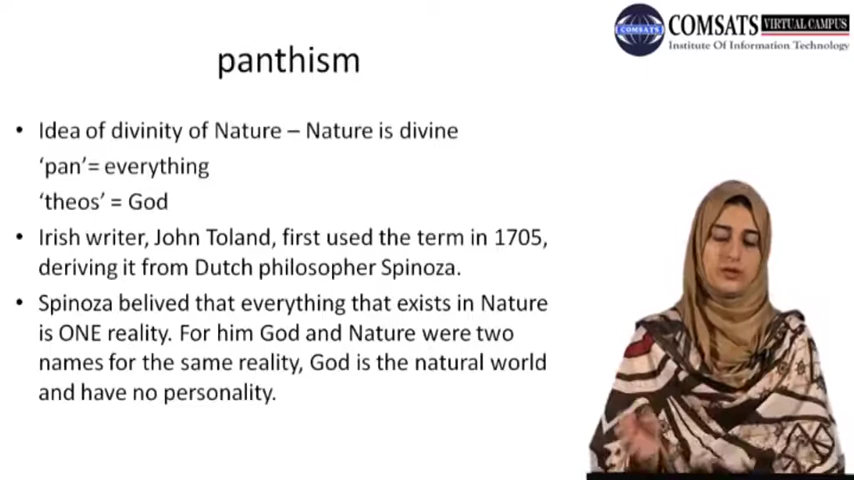 COMSATS
COMSATS VIRTUAL CAMPUS
Institute Of Information Technology
panthism
• Idea of divinity of Nature – Nature is divine
‘pan’= everything
‘theos’ = God
• Irish writer, John Toland, first used the term in 1705,
deriving it from Dutch philosopher Spinoza.
• Spinoza belived that everything that exists in Nature
is ONE reality. For him God and Nature were two
names for the same reality, God is the natural world
and have no personality.